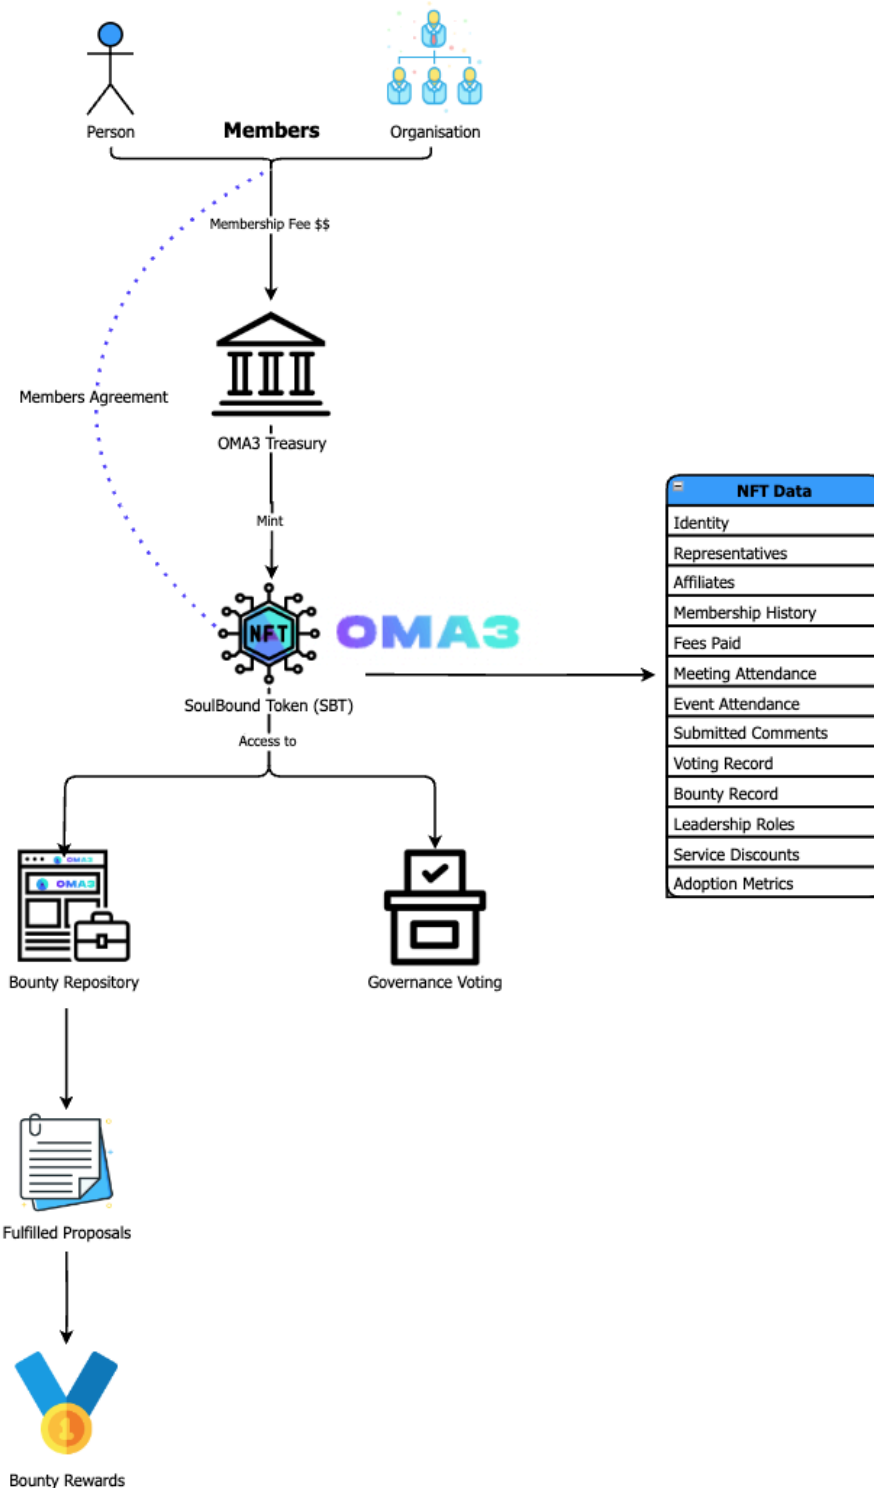 Person
Members
Organisation
Membership Fee $$
Members Agreement
OMA3 Treasury
Mint
NFT
OMA3
SoulBound Token (SBT)
Access to
NFT Data
Identity
Representatives
Affiliates
Membership History
Fees Paid
Meeting Attendance
Event Attendance
Submitted Comments
Voting Record
Bounty Record
Leadership Roles
Service Discounts
Adoption Metrics
OMA3
OMA3
Bounty Repository
Governance Voting
Fulfilled Proposals
1
Bounty Rewards